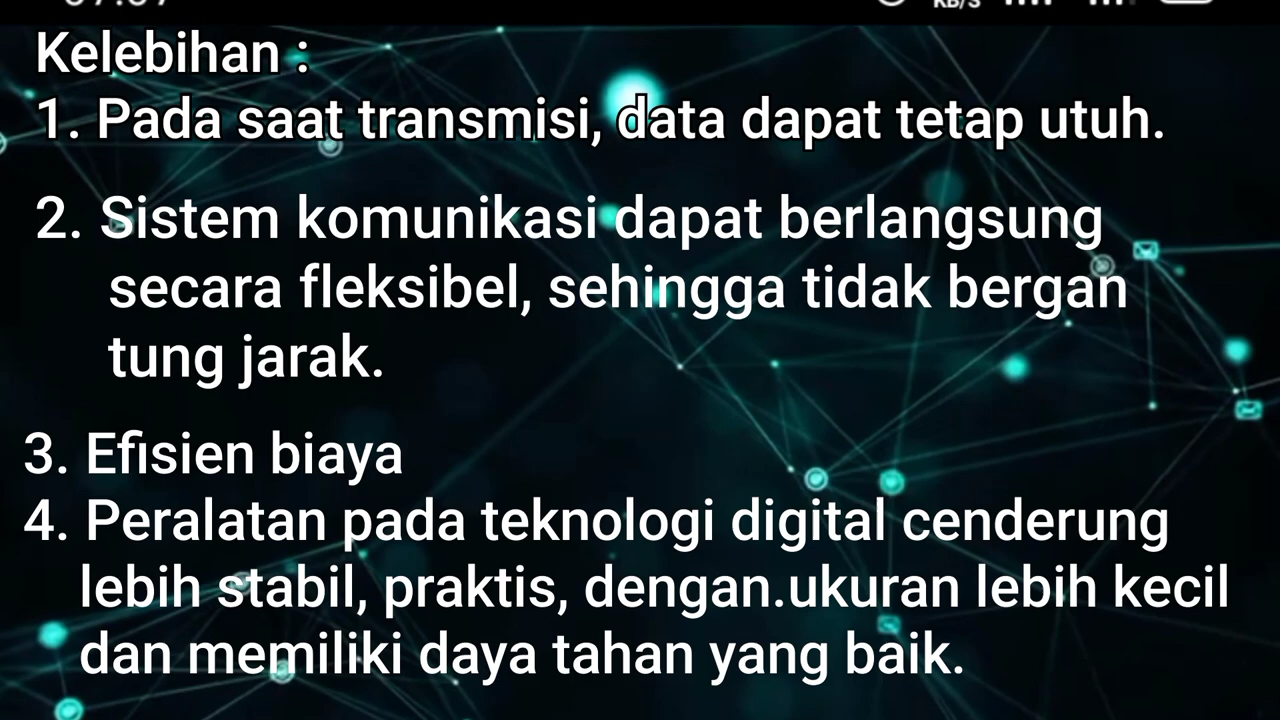 KB/S
Kelebihan :
1. Pada saat transmisi, data dapat tetap utuh.
2. Sistem komunikasi dapat berlangsung
secara fleksibel, sehingga tidak bergan
tung jarak.
3. Efisien biaya
4. Peralatan pada teknologi digital cenderung
lebih stabil, praktis, dengan.ukuran lebih kecil
dan memiliki daya tahan yang baik.